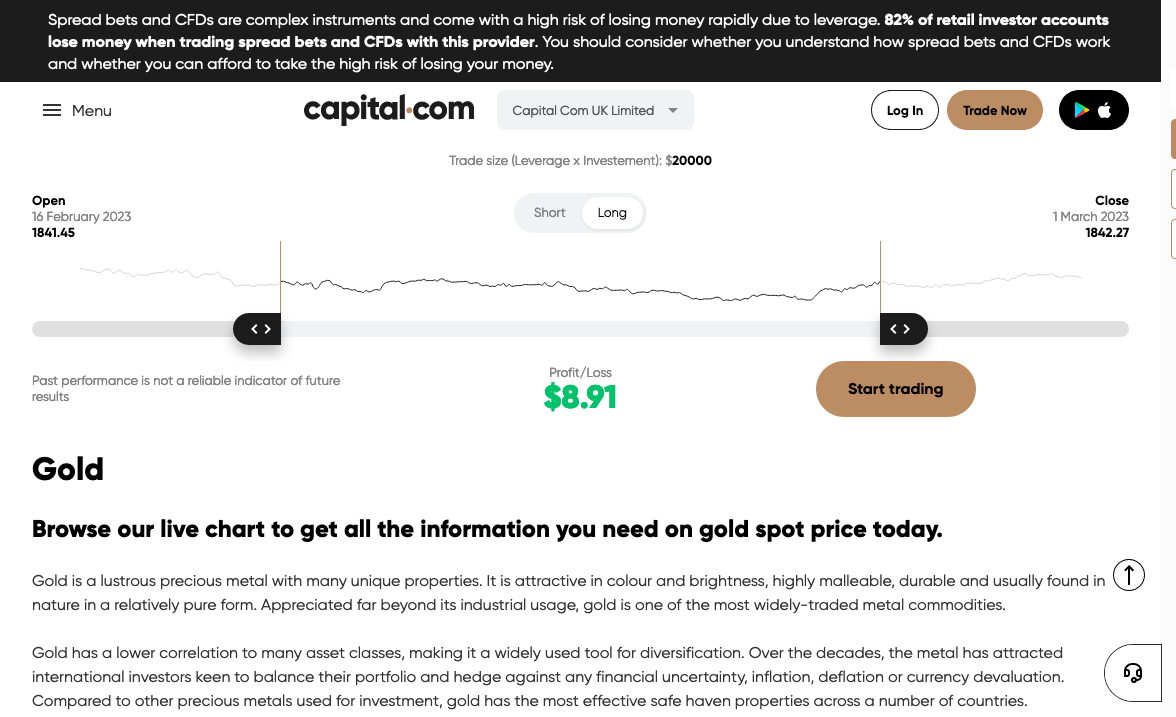 Spread bets and CFDs are complex instruments and come with a high risk of losing money rapidly due to leverage. 82% of retail investor accounts
lose money when trading spread bets and CFDs with this provider. You should consider whether you understand how spread bets and CFDs work
and whether you can afford to take the high risk of losing your money.
Menu
capital.com
Capital Com UK Limited
Log In
Trade Now
Trade size (Leverage x Investement): $20000
Open
16 February 2023
1841.45
Short
Long
Close
1 March 2023
1842.27
Past performance is not a reliable indicator of future
results
Profit/Loss
$8.91
Start trading
Gold
Browse our live chart to get all the information you need on gold spot price today.
Gold is a lustrous precious metal with many unique properties. It is attractive in colour and brightness, highly malleable, durable and usually found in
nature in a relatively pure form. Appreciated far beyond its industrial usage, gold is one of the most widely-traded metal commodities.
Gold has a lower correlation to many asset classes, making it a widely used tool for diversification. Over the decades, the metal has attracted
international investors keen to balance their portfolio and hedge against any financial uncertainty, inflation, deflation or currency devaluation.
Compared to other precious metals used for investment, gold has the most effective safe haven properties across a number of countries.